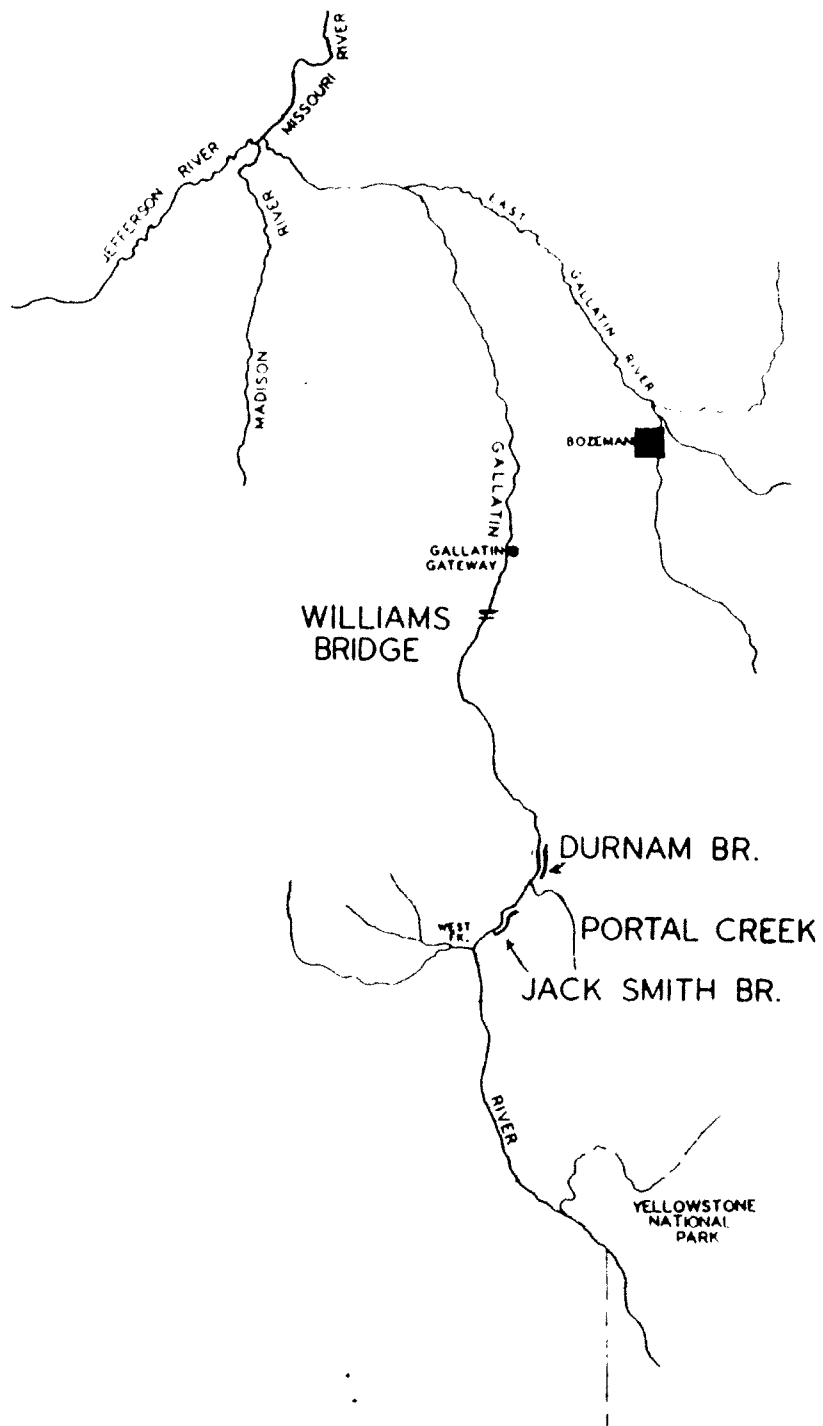 MISSOURI RIVER
JEFFERSON RIVER
MADISON RIVER
EAST GALLATIN RIVER
BOZEMAN
GALLATIN
GALLATIN
GATEWAY
WILLIAMS
BRIDGE
DURNAM BR.
WEST
FK.
PORTAL CREEK
JACK SMITH BR.
RIVER
YELLOWSTONE
NATIONAL
PARK